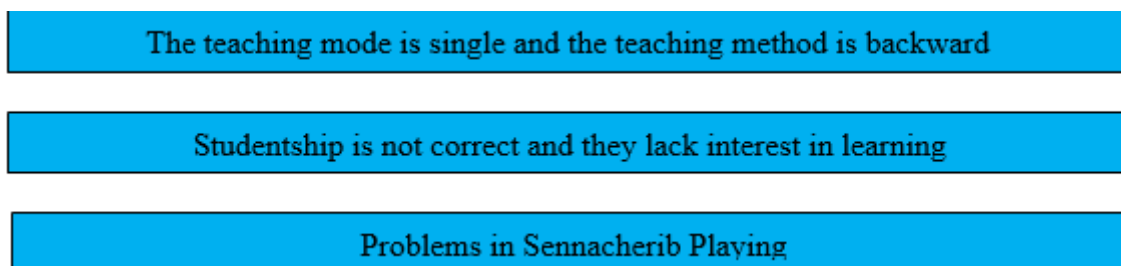 The teaching mode is single and the teaching method is backward
Studentship is not correct and they lack interest in learning
Problems in Sennacherib Playing